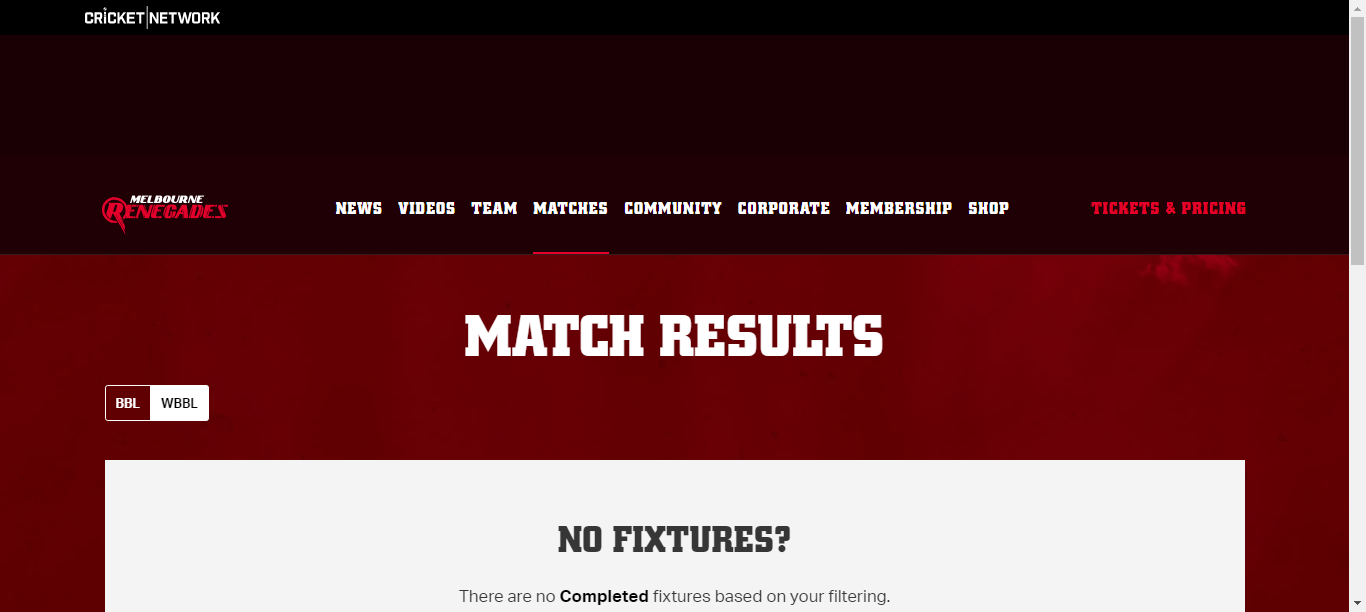 CRICKET NETWORK
MELBOURNE
RENEGADES
NEWS VIDEOS TEAM MATCHES COMMUNITY CORPORATE MEMBERSHIP SHOP TICKETS & PRICING
MATCH RESULTS
BBL WBBL
NO FIXTURES?
There are no Completed fixtures based on your filtering.